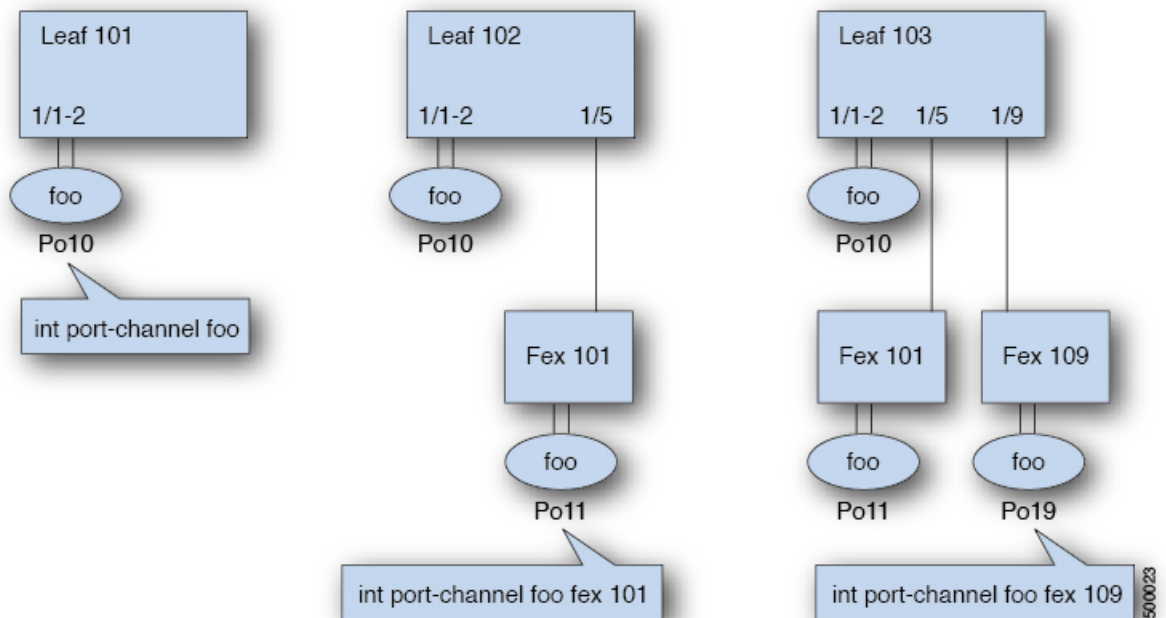 Leaf 101
1/1-2
foo
Po10
int port-channel foo
Leaf 102
1/1-2 1/5
foo
Po10
Fex 101
foo
Po11
int port-channel foo fex 101
Leaf 103
1/1-2 1/5 1/9
foo
Po10
Fex 101
Fex 109
foo
foo
Po11
Po19
int port-channel foo fex 109
500023